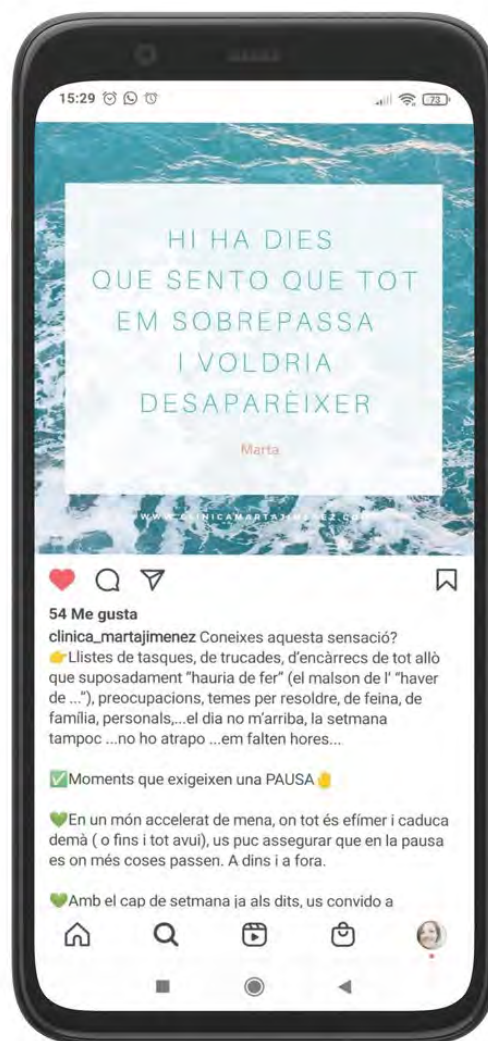 15:29
73
HI HA DIES
QUE SENTO QUE TOT
EM SOBREPASSA
I VOLDRIA
DESAPARÈIXER
Marta
WWW.CLINICAMARTAJIMENEZ.COM
54 Me gusta
clinica_martajimenez Coneixes aquesta sensació?
👉Llistes de tasques, de trucades, d'encàrrecs de tot allò
que suposadament "hauria de fer" (el malson de l' "haver
de ..."), preocupacions, temes per resoldre, de feina, de
família, personals,...el dia no m'arriba, la setmana
tampoc ...no ho atrapo ...em falten hores...
✅Moments que exigeixen una PAUSA🤚
💚En un món accelerat de mena, on tot és efímer i caduca
demà ( o fins i tot avui), us puc assegurar que en la pausa
es on més coses passen. A dins i a fora.
💚Amb el cap de setmana ja als dits, us convido a